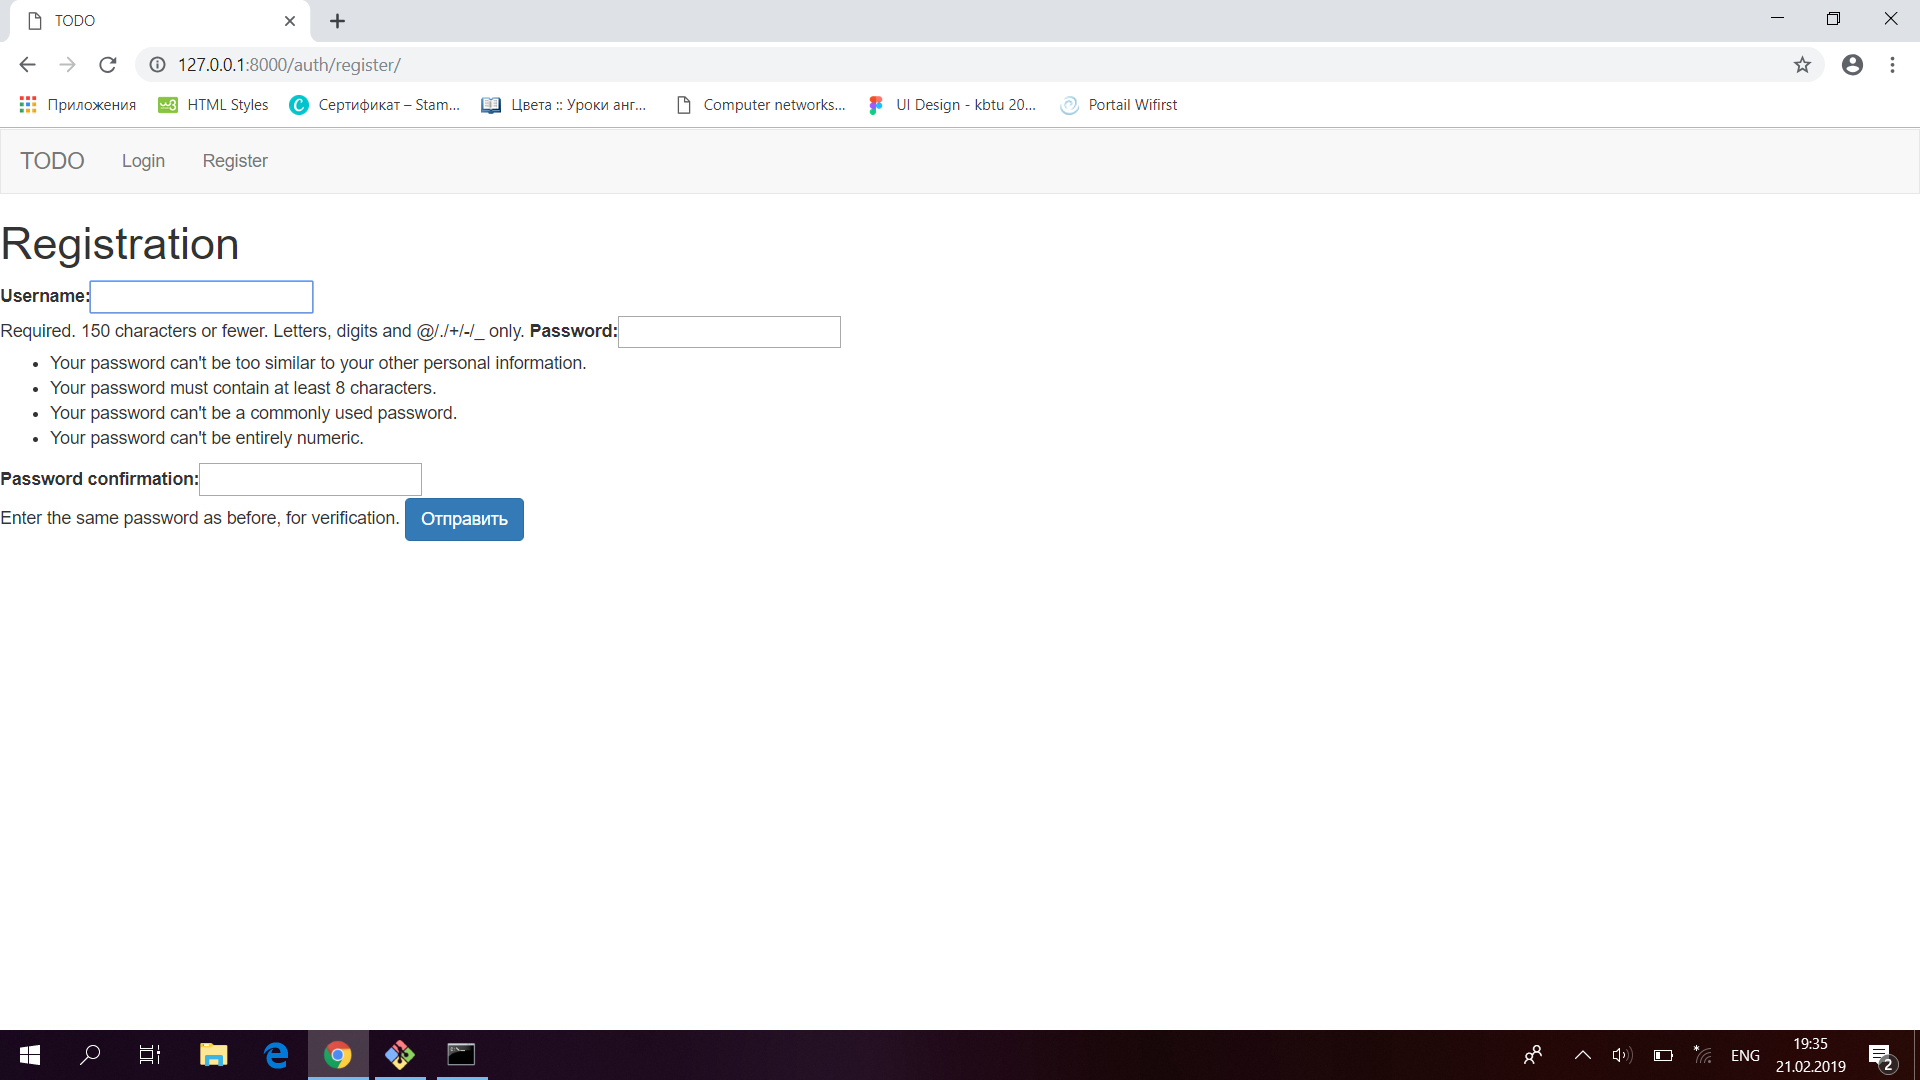 TODO
127.0.0.1:8000/auth/register/
Приложения HTML Styles Сертификат – Stam... Цвета :: Уроки анг... Computer networks... UI Design - kbtu 20... Portail Wifirst
TODO Login Register
Registration
Username:
Required. 150 characters or fewer. Letters, digits and @/./+/-/_ only. Password:
Your password can't be too similar to your other personal information.
Your password must contain at least 8 characters.
Your password can't be a commonly used password.
Your password can't be entirely numeric.
Password confirmation:
Enter the same password as before, for verification. Отправить
ENG
19:35
21.02.2019
2